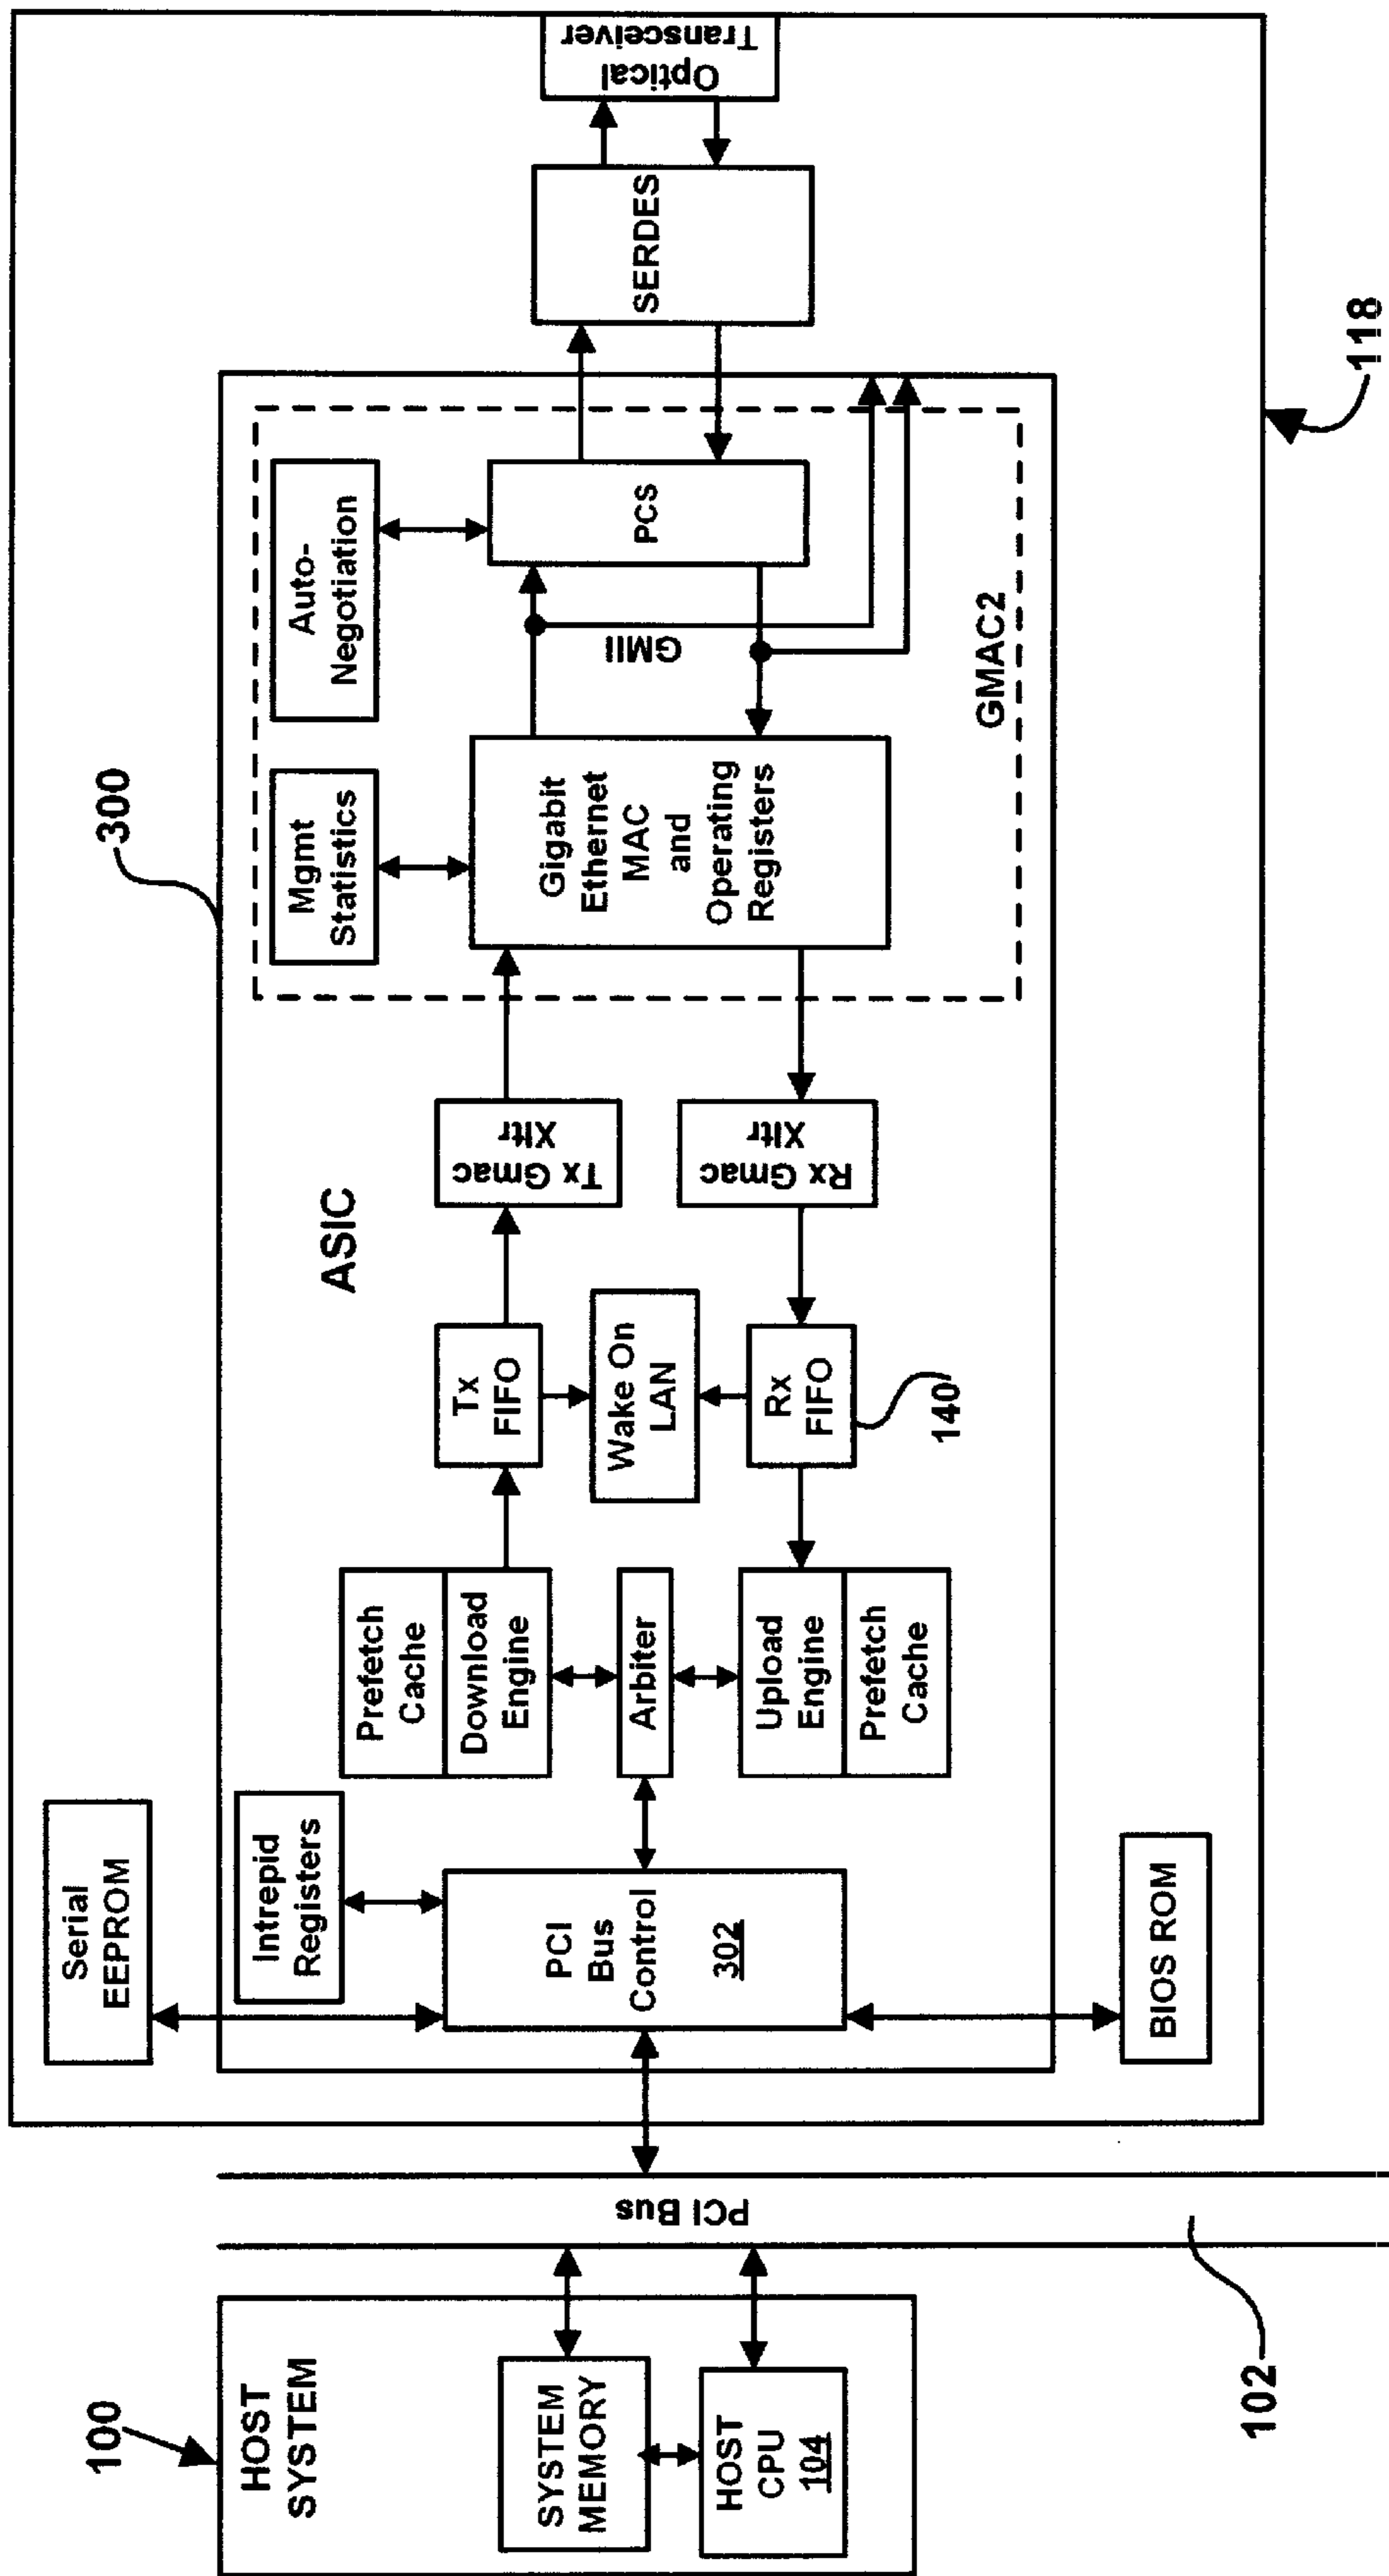 100
HOST
SYSTEM
SYSTEM
MEMORY
HOST
CPU
104
PCI Bus
102
Serial
EEPROM
Intrepid
Registers
PCI
Bus
Control
302
BIOS ROM
Prefetch
Cache
Download
Engine
Arbiter
Upload
Engine
Prefetch
Cache
Tx
FIFO
Wake On
LAN
Rx
FIFO
140
ASIC
Tx Gmac
Xltr
Rx Gmac
Xltr
300
Mgmt
Statistics
Auto-
Negotiation
Gigabit
Ethernet
MAC
and
Operating
Registers
GMII
PCS
GMAC2
SERDES
Optical
Transceiver
118